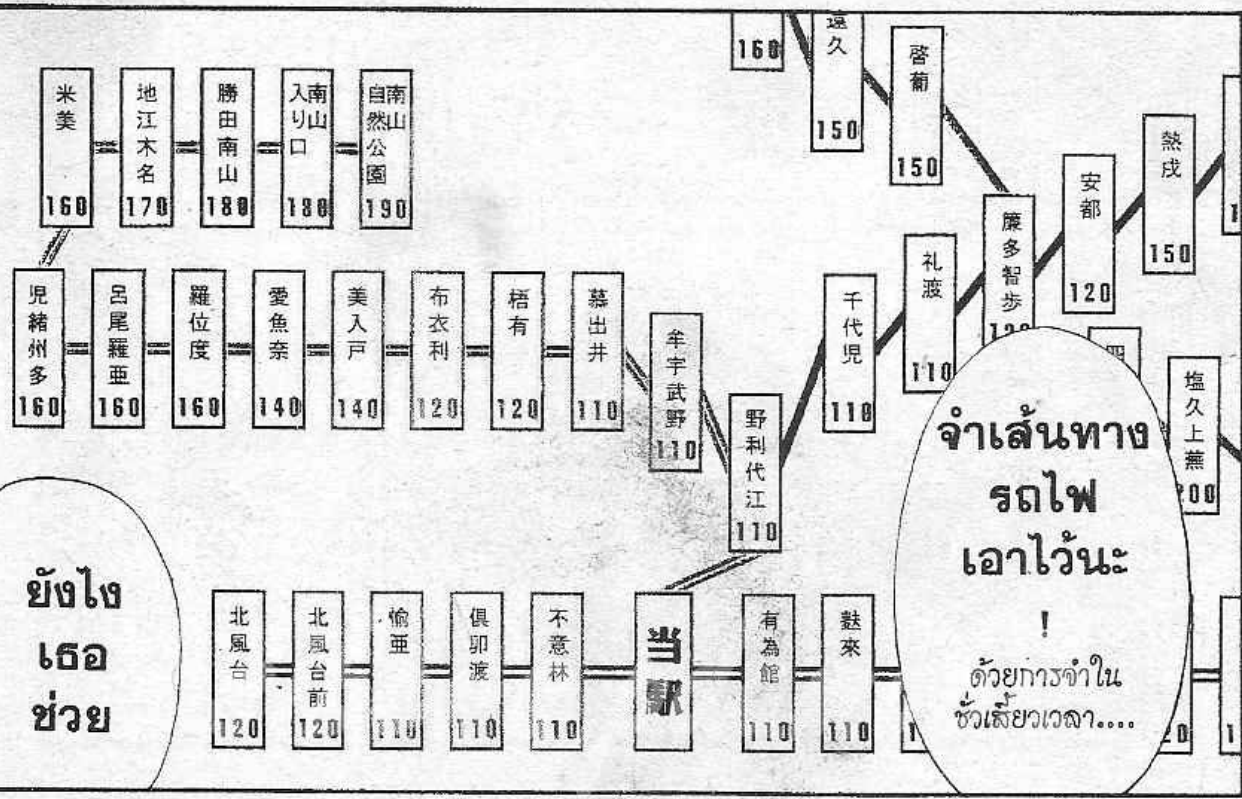 160
遠久
150
啓葡
150
米美
160
地江木名
170
勝田南山
180
南山
入り口
180
南山
自然公園
190
熱戌
150
安都
120
簾多智歩
礼渡
110
千代児
110
児緒州多
160
呂尾羅亜
160
羅位度
160
愛魚奈
140
美入戸
140
布衣利
120
梧有
120
慕出井
110
牟宇武野
110
野利代江
110
四
塩久上蕪
200
จำเส้นทาง
รถไฟ
เอาไว้นะ
!
ด้วยการจำใน
ชั่วเสี้ยวเวลา....
ยังไง
เธอ
ช่วย
北風台
120
北風台前
120
愉亜
110
倶卯渡
110
不意林
110
当駅
有為館
110
麩來
110